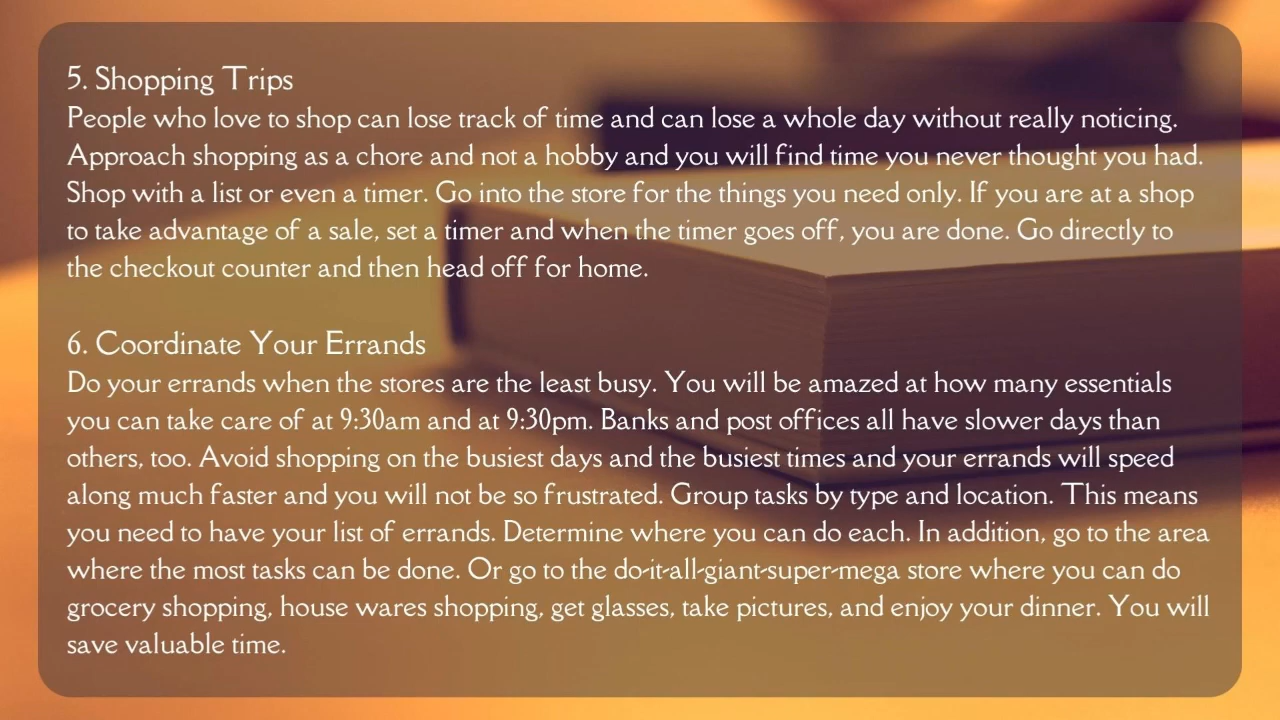 5. Shopping Trips
People who love to shop can lose track of time and can lose a whole day without really noticing.
Approach shopping as a chore and not a hobby and you will find time you never thought you had.
Shop with a list or even a timer. Go into the store for the things you need only. If you are at a shop
to take advantage of a sale, set a timer and when the timer goes off, you are done. Go directly to
the checkout counter and then head off for home.
6. Coordinate Your Errands
Do your errands when the stores are the least busy. You will be amazed at how many essentials
you can take care of at 9:30am and at 9:30pm. Banks and post offices all have slower days than
others, too. Avoid shopping on the busiest days and the busiest times and your errands will speed
along much faster and you will not be so frustrated. Group tasks by type and location. This means
you need to have your list of errands. Determine where you can do each. In addition, go to the area
where the most tasks can be done. Or go to the do-it-all-giant-super-mega store where you can do
grocery shopping, house wares shopping, get glasses, take pictures, and enjoy your dinner. You will
save valuable time.